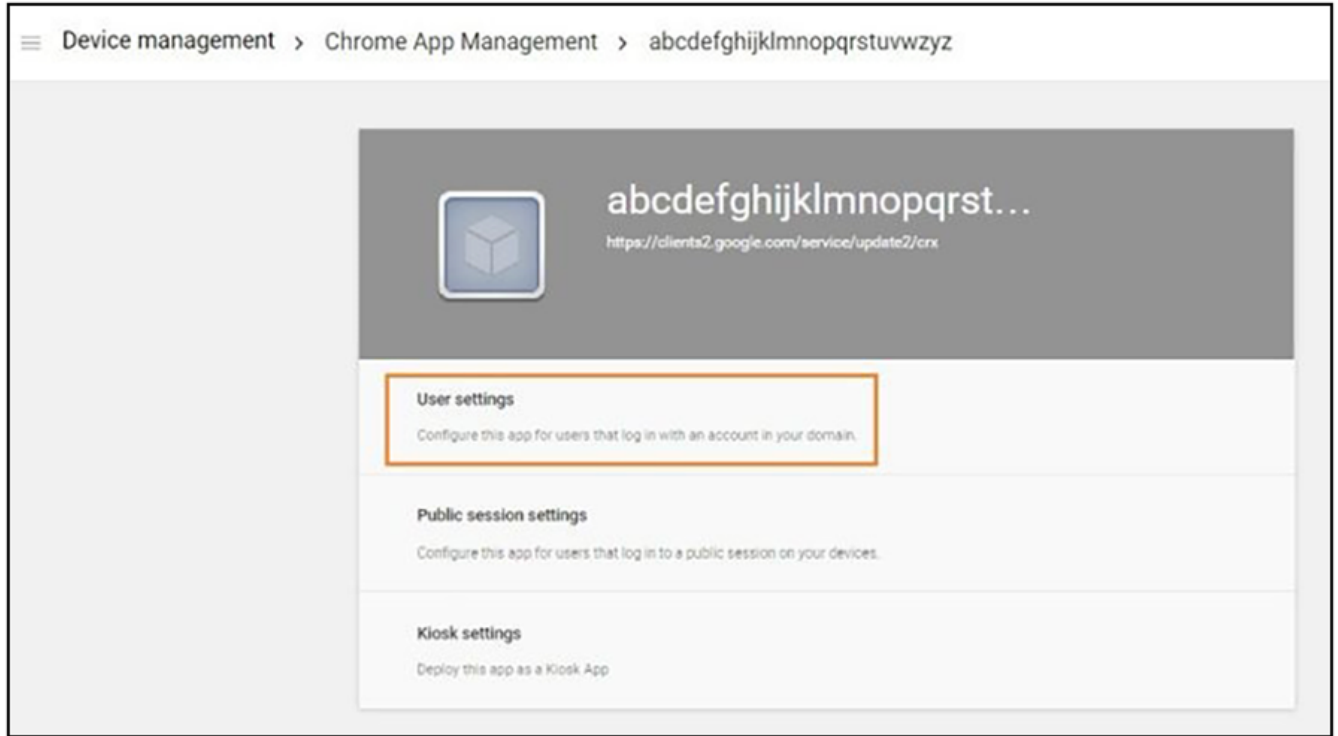 Device management > Chrome App Management > abcdefghijklmnopqrstuvwzyz
abcdefghijklmnopqrst...
https://clients2.google.com/service/update2/crx
User settings
Configure this app for users that log in with an account in your domain.
Public session settings
Configure this app for users that log in to a public session on your devices.
Kiosk settings
Deploy this app as a Kiosk App